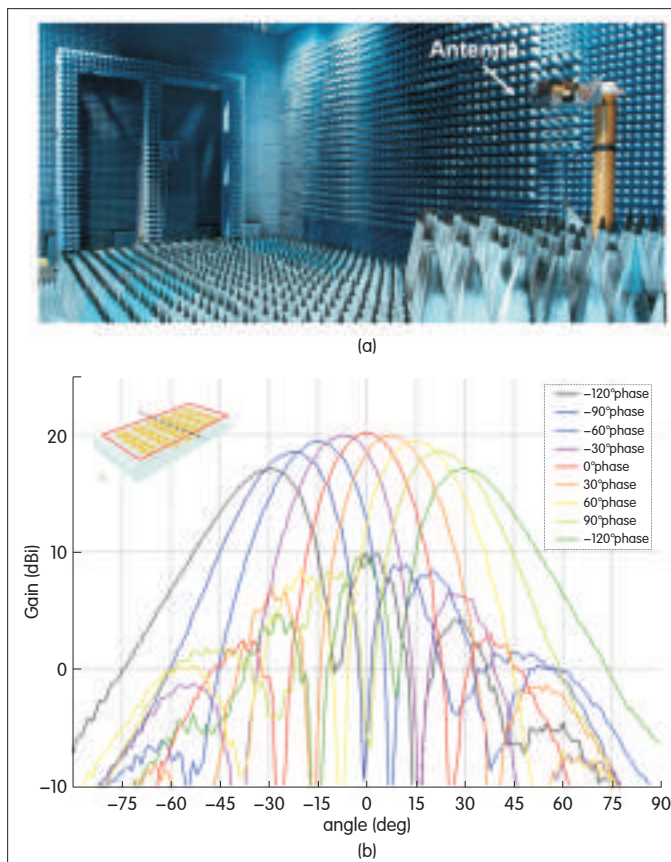 Antenna
(a)
20
10
0
−10
Gain (dBi)
−120°phase
−90°phase
−60°phase
−30°phase
0°phase
30°phase
60°phase
90°phase
−120°phase
−75 −60 −45 −30 −15 0 15 30 45 60 75 90
angle (deg)
(b)